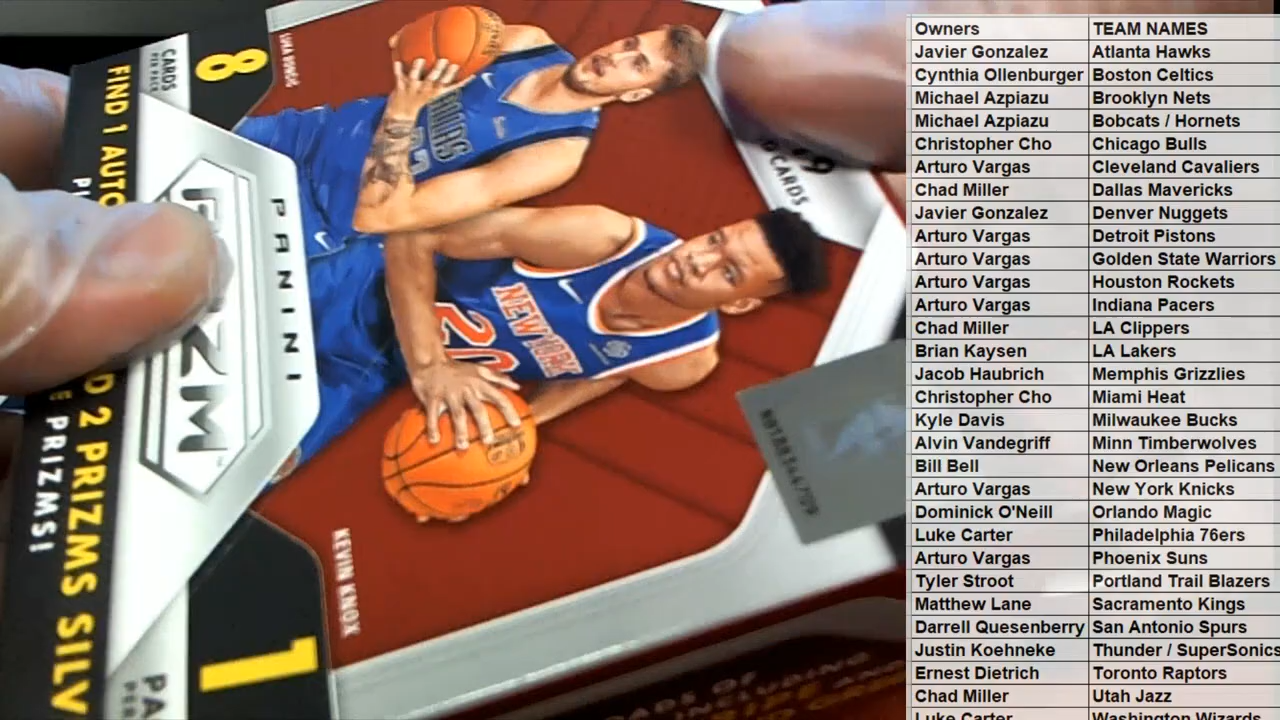 8
CARDS
PER PACK
FIND 1 AUTO
2 PRIZMS SILV
PRIZMS!
PANINI
PRIZM
LUKA DONCIC
NEW YORK
20
KEVIN KNOX
1
CARDS
Owners TEAM NAMES
Javier Gonzalez Atlanta Hawks
Cynthia Ollenburger Boston Celtics
Michael Azpiazu Brooklyn Nets
Michael Azpiazu Bobcats / Hornets
Christopher Cho Chicago Bulls
Arturo Vargas Cleveland Cavaliers
Chad Miller Dallas Mavericks
Javier Gonzalez Denver Nuggets
Arturo Vargas Detroit Pistons
Arturo Vargas Golden State Warriors
Arturo Vargas Houston Rockets
Arturo Vargas Indiana Pacers
Chad Miller LA Clippers
Brian Kaysen LA Lakers
Jacob Haubrich Memphis Grizzlies
Christopher Cho Miami Heat
Kyle Davis Milwaukee Bucks
Alvin Vandegriff Minn Timberwolves
Bill Bell New Orleans Pelicans
Arturo Vargas New York Knicks
Dominick O'Neill Orlando Magic
Luke Carter Philadelphia 76ers
Arturo Vargas Phoenix Suns
Tyler Stroot Portland Trail Blazers
Matthew Lane Sacramento Kings
Darrell Quesenberry San Antonio Spurs
Justin Koehneke Thunder / SuperSonics
Ernest Dietrich Toronto Raptors
Chad Miller Utah Jazz
Luke Carter Washington Wizards